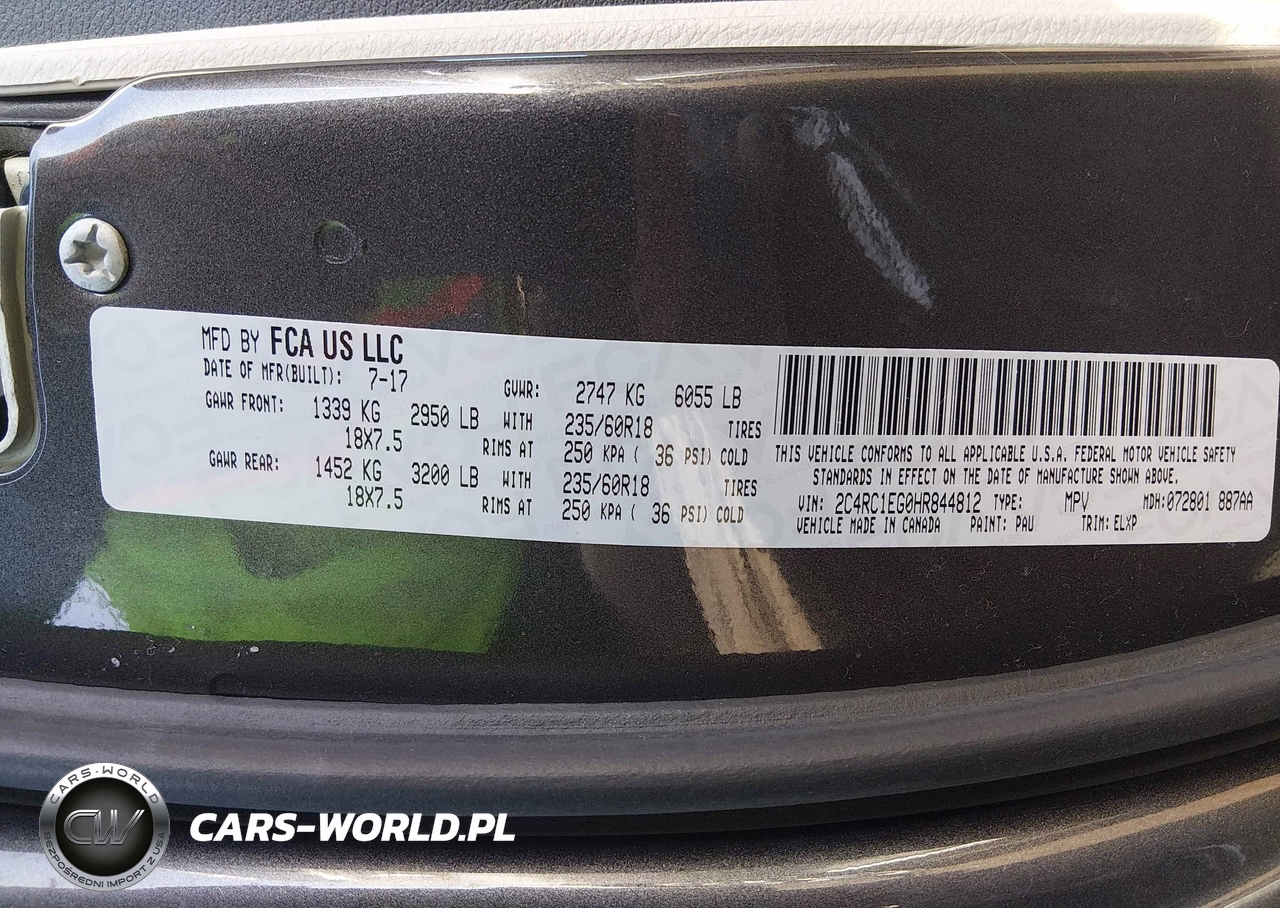 MFD BY FCA US LLC
DATE OF MFR(BUILT): 7-17
GVWR: 2747 KG 6055 LB
GAWR FRONT: 1339 KG 2950 LB WITH 235/60R18 TIRES
18X7.5 RIMS AT 250 KPA ( 36 PSI) COLD
GAWR REAR: 1452 KG 3200 LB WITH 235/60R18 TIRES
18X7.5 RIMS AT 250 KPA ( 36 PSI) COLD
THIS VEHICLE CONFORMS TO ALL APPLICABLE U.S.A. FEDERAL MOTOR VEHICLE SAFETY
STANDARDS IN EFFECT ON THE DATE OF MANUFACTURE SHOWN ABOVE.
VIN: 2C4RC1EG0HR844812 TYPE: MPV MDH:072801 887AA
VEHICLE MADE IN CANADA PAINT: PAU TRIM: ELXP
CARS-WORLD
CW
BEZPOŚREDNI IMPORT Z USA
CARS-WORLD.PL